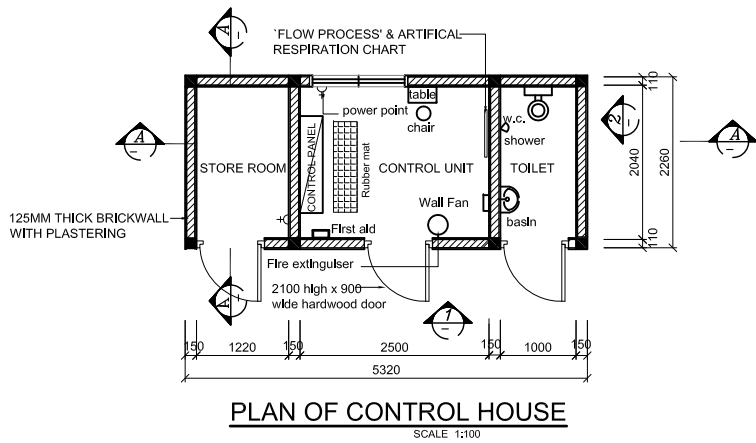 A
'FLOW PROCESS' & ARTIFICAL
RESPIRATION CHART
table
power point
chair
w.c.
shower
110
2
A
A
STORE ROOM
CONTROL PANEL
Rubber mat
CONTROL UNIT
TOILET
2040
2260
125MM THICK BRICKWALL
WITH PLASTERING
Wall Fan
basin
First aid
110
Fire extinguiser
2100 high x 900
wide hardwood door
A
1
150
1220
150
2500
150
1000
150
5320
PLAN OF CONTROL HOUSE
SCALE 1:100